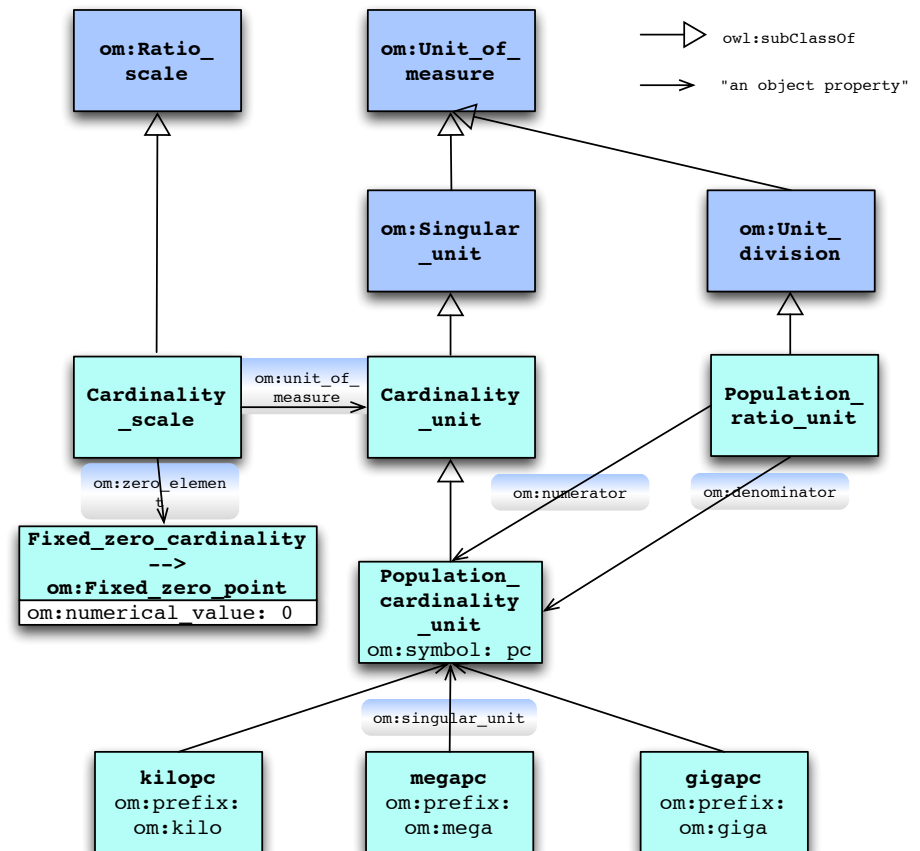 om:Ratio_
scale
om:Unit_of_
measure
owl:subClassOf
"an object property"
om:Singular
_unit
om:Unit_
division
Cardinality
_scale
om:unit_of_
measure
Cardinality
_unit
Population_
ratio_unit
om:zero_elemen
t
om:numerator
om:denominator
Fixed_zero_cardinality
-->
om:Fixed_zero_point
om:numerical_value: 0
Population_
cardinality
_unit
om:symbol: pc
om:singular_unit
kilopc
om:prefix:
om:kilo
megapc
om:prefix:
om:mega
gigapc
om:prefix:
om:giga